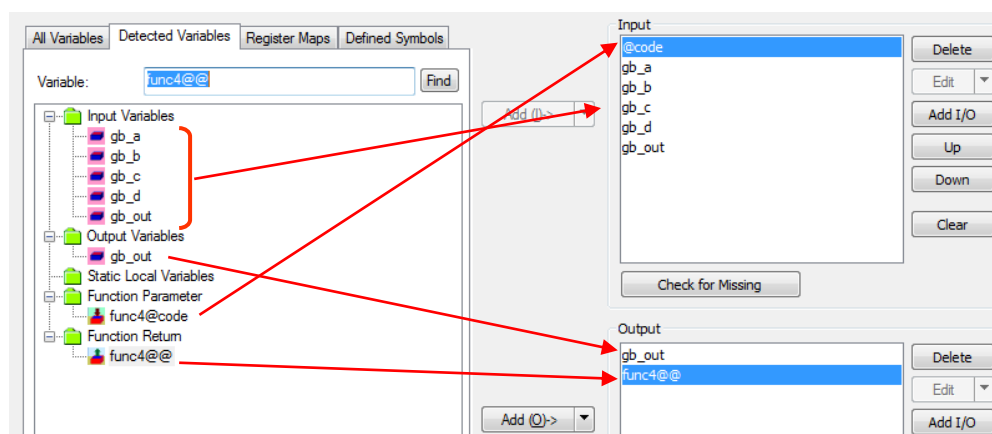 All Variables Detected Variables Register Maps Defined Symbols
Variable: func4@@ Find
Input Variables
gb_a
gb_b
gb_c
gb_d
gb_out
Output Variables
gb_out
Static Local Variables
Function Parameter
func4@code
Function Return
func4@@
Add (I)->
Add (O)->
Input
@code
gb_a
gb_b
gb_c
gb_d
gb_out
Delete
Edit
Add I/O
Up
Down
Clear
Check for Missing
Output
gb_out
func4@@
Delete
Edit
Add I/O